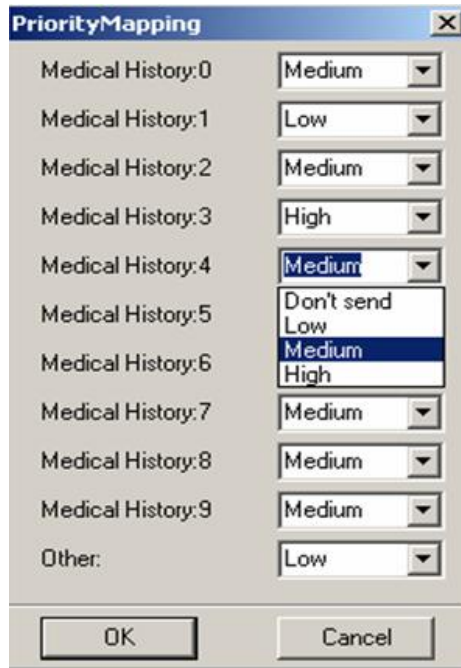 PriorityMapping
Medical History:0 Medium
Medical History:1 Low
Medical History:2 Medium
Medical History:3 High
Medical History:4 Medium
Don't send
Low
Medium
High
Medical History:5
Medical History:6
Medical History:7 Medium
Medical History:8 Medium
Medical History:9 Medium
Other: Low
OK Cancel